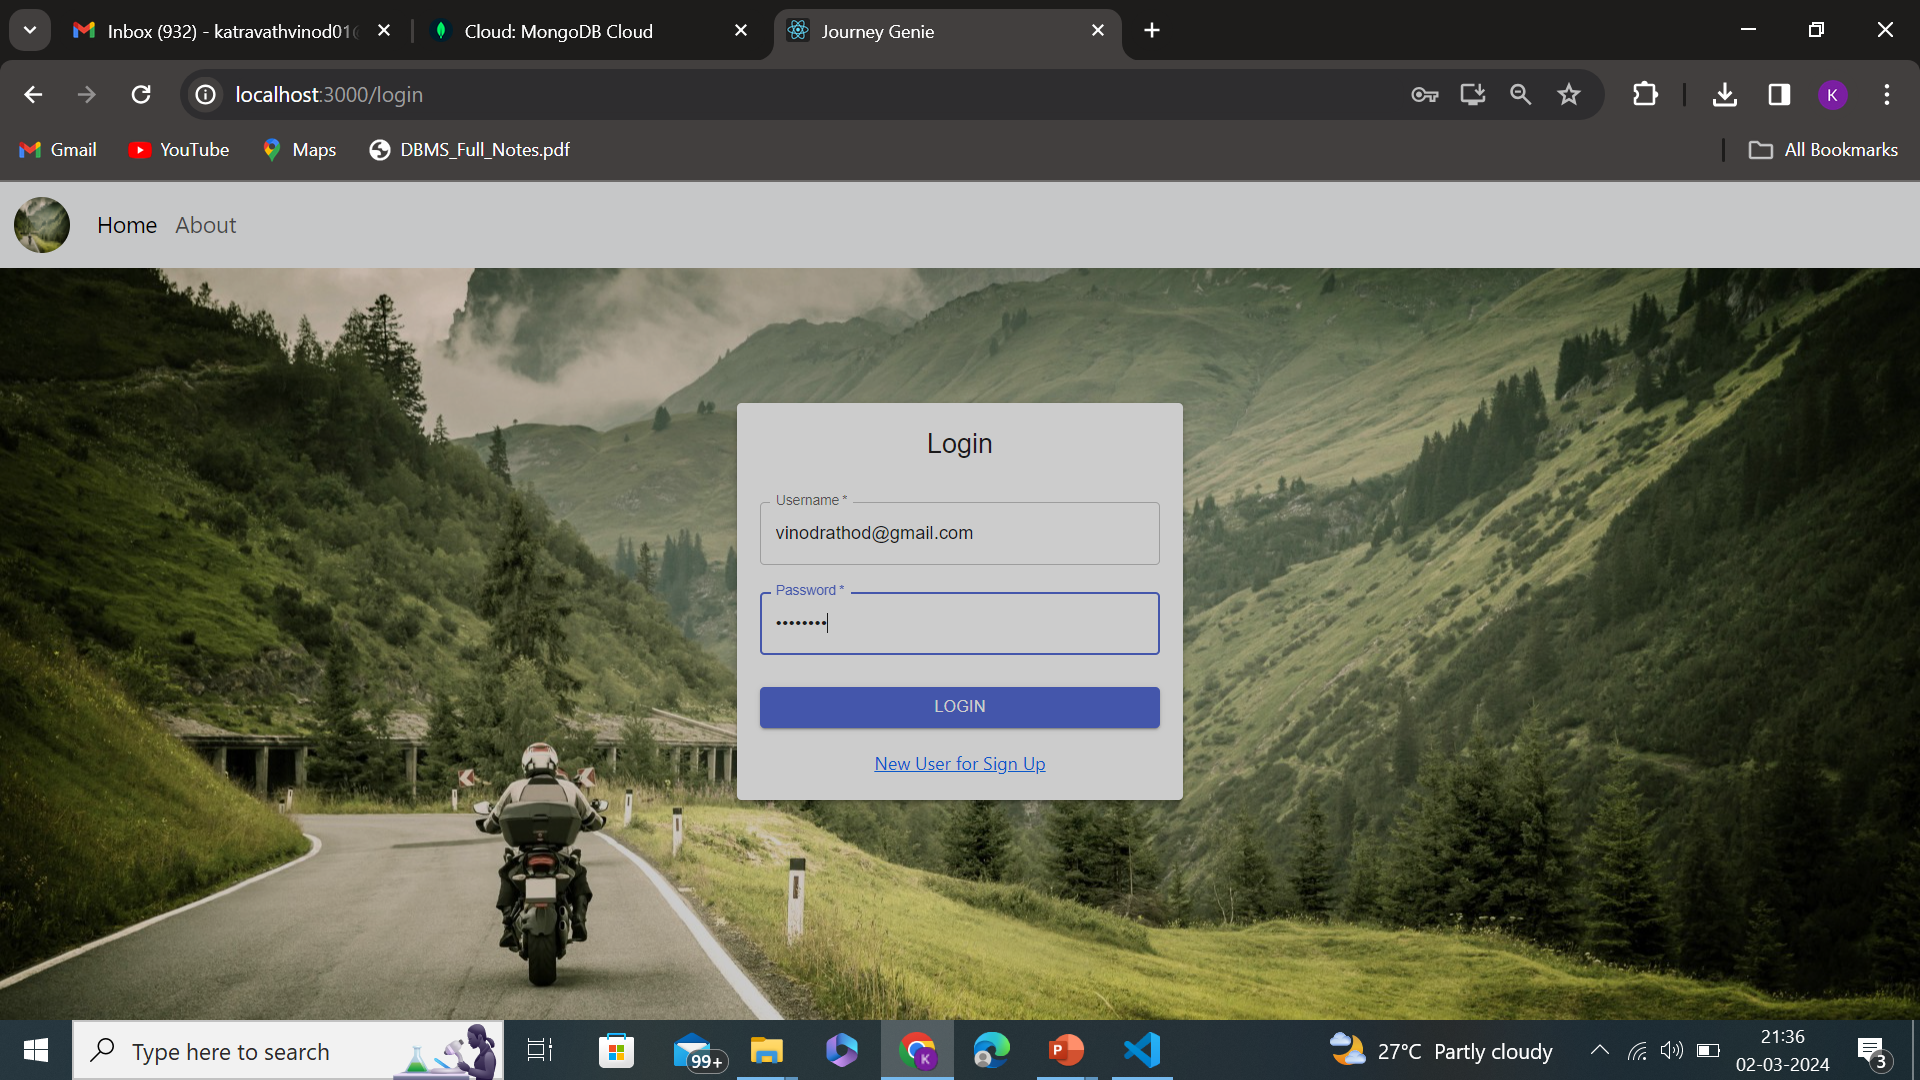 Inbox (932) - katravathvinod01
Cloud: MongoDB Cloud
Journey Genie
localhost:3000/login
K
Gmail
YouTube
Maps
DBMS_Full_Notes.pdf
All Bookmarks
Home
About
Login
Username *
vinodrathod@gmail.com
Password *
••••••••
LOGIN
New User for Sign Up
Type here to search
99+
K
P
27°C Partly cloudy
21:36
02-03-2024
3